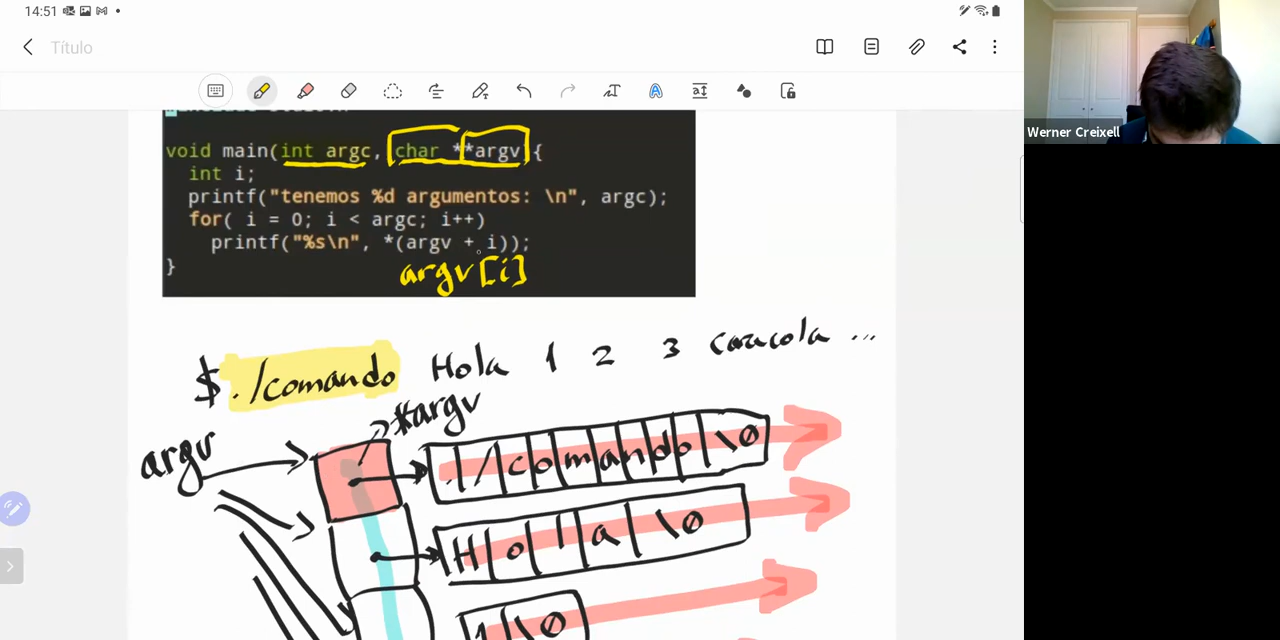 14:51
Título
void main(int argc, char **argv){
int i;
printf("tenemos %d argumentos: \n", argc);
for( i = 0; i < argc; i++)
printf("%s\n", *(argv + i));
}
argv[i]
$ ./comando Hola 1 2 3 caracola ...
*argv
argv
./comando\0
Hola\0
1\0
Werner Creixell